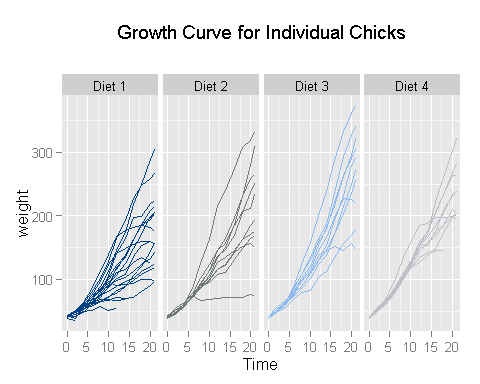 Growth Curve for Individual Chicks
Diet 1 Diet 2 Diet 3 Diet 4
300
200
100
weight
0 5 10 15 20 0 5 10 15 20 0 5 10 15 20 0 5 10 15 20
Time